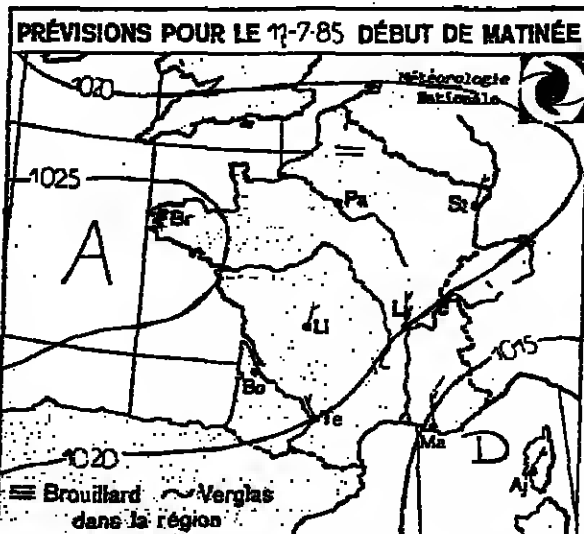 PRÉVISIONS POUR LE 17-7-85 DÉBUT DE MATINÉE
Météorologie
Nationale
1020
1025
A
Br
Pa
St
Li
Ly
Bo
Te
1015
Ma
D
Aj
1020
Brouillard Verglas
dans la région